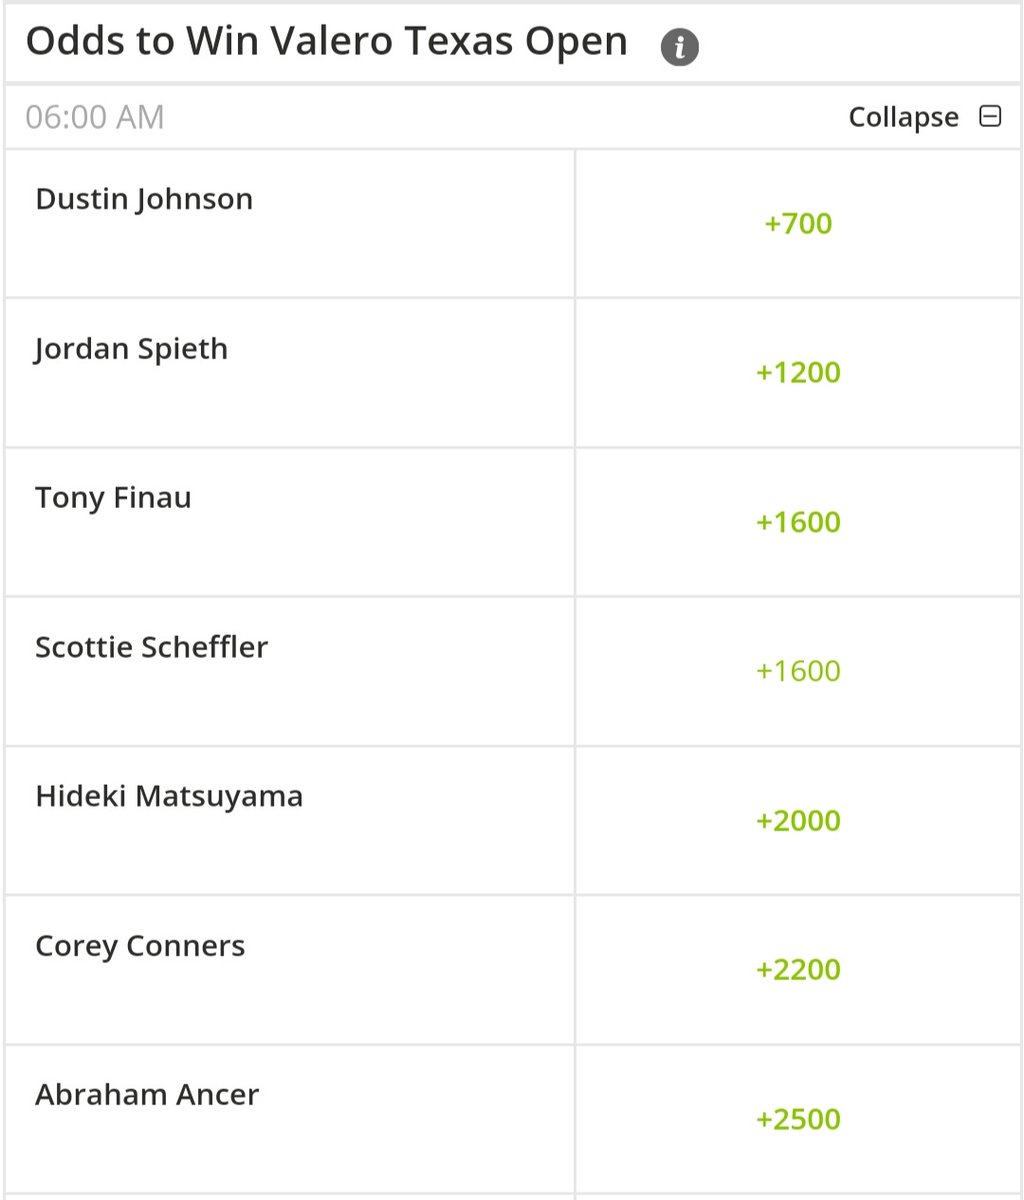 Odds to Win Valero Texas Open i
06:00 AM Collapse
Dustin Johnson +700
Jordan Spieth +1200
Tony Finau +1600
Scottie Scheffler +1600
Hideki Matsuyama +2000
Corey Conners +2200
Abraham Ancer +2500